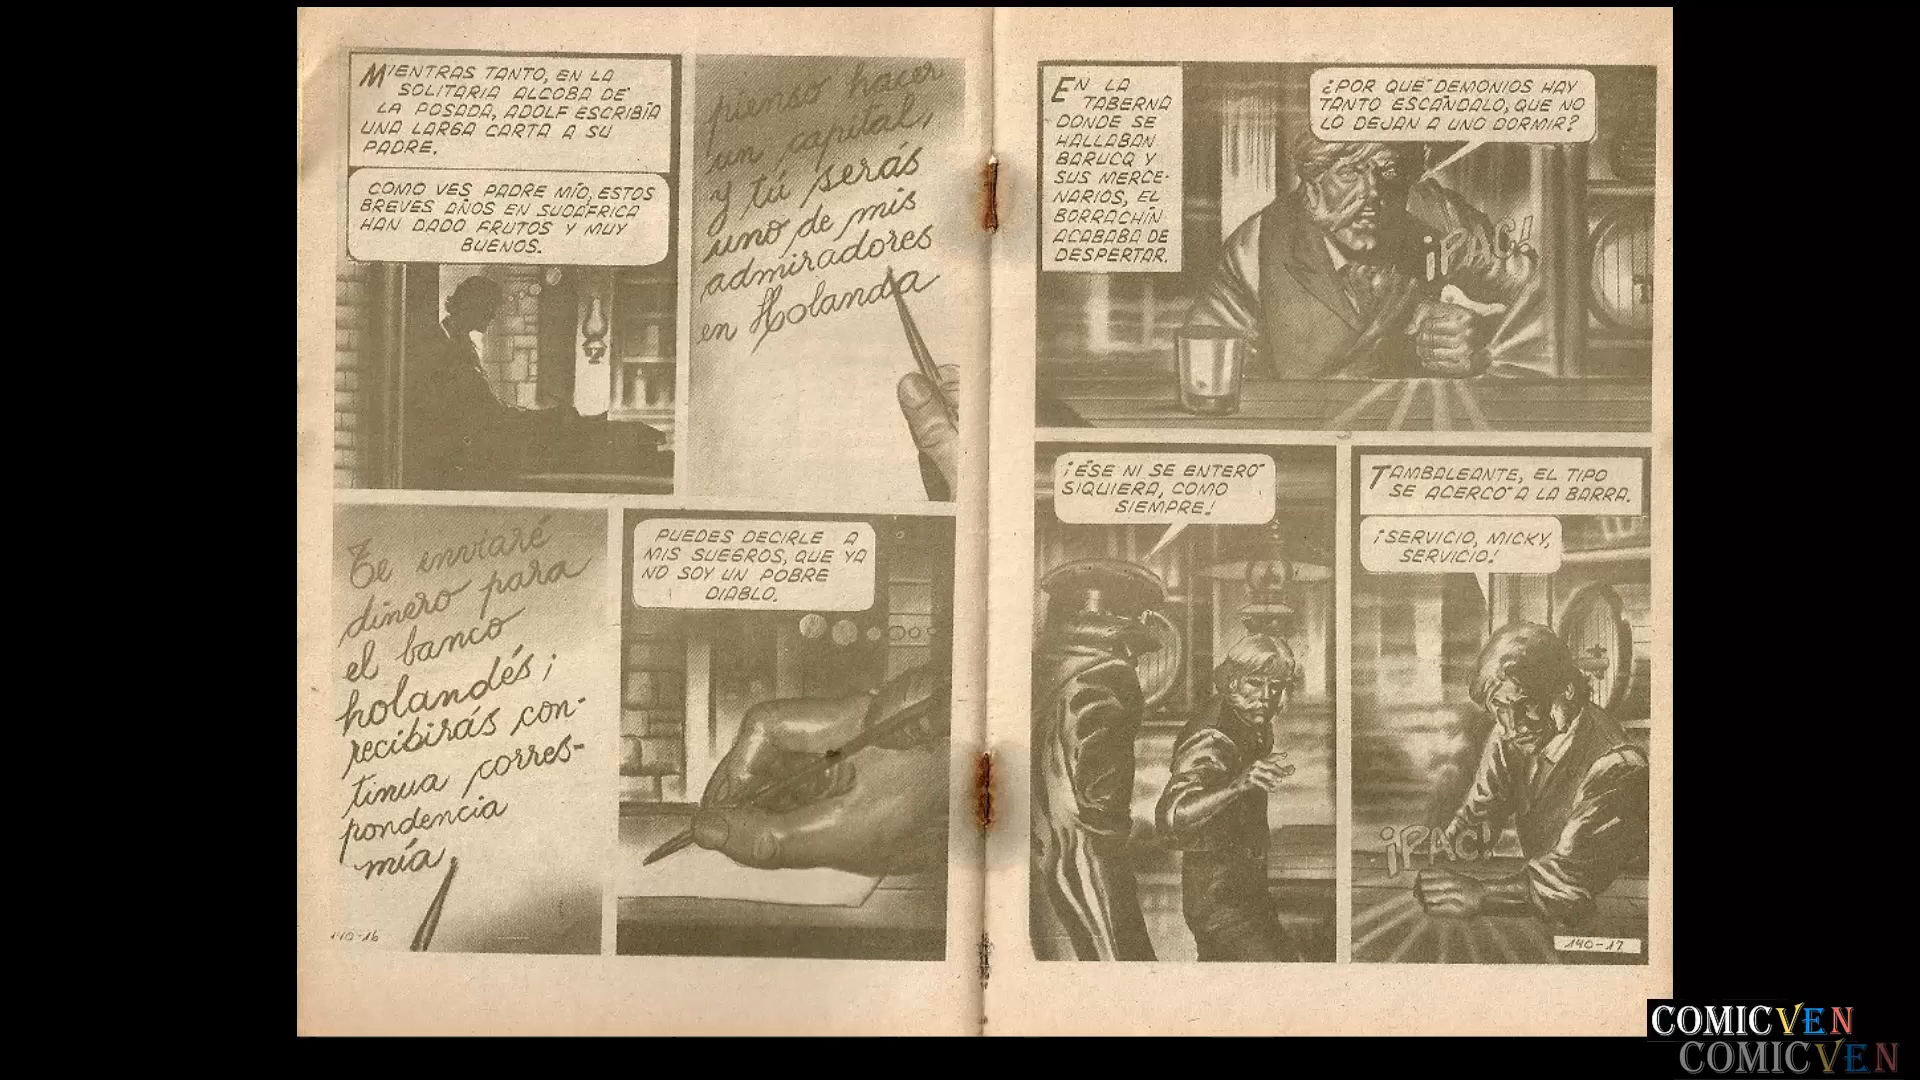 MIENTRAS TANTO, EN LA
SOLITARIA ALCOBA DE
LA POSADA, ADOLF ESCRIBÍA
UNA LARGA CARTA A SU
PADRE.
COMO VES PADRE MÍO, ESTOS
BREVES AÑOS EN SUDÁFRICA
HAN DADO FRUTOS Y MUY
BUENOS.
pienso hacer
un capital,
y tú serás
uno de mis
admiradores
en Holanda
Te enviaré
dinero para
el banco
holandés;
recibirás con-
tinua corres-
pondencia
mía
140-16
PUEDES DECIRLE A
MIS SUEGROS, QUE YA
NO SOY UN POBRE
DIABLO.
EN LA
TABERNA
DONDE SE
HALLABAN
BARUCQ Y
SUS MERCE-
NARIOS, EL
BORRACHÍN
ACABABA DE
DESPERTAR.
¿POR QUÉ DEMONIOS HAY
TANTO ESCÁNDALO, QUE NO
LO DEJAN A UNO DORMIR?
¡PAC!
¡ÉSE NI SE ENTERÓ
SIQUIERA, COMO
SIEMPRE!
TAMBALEANTE, EL TIPO
SE ACERCÓ A LA BARRA.
¡SERVICIO, MICKY,
SERVICIO!
¡PAC!
140-17
COMICVEN
COMICVEN